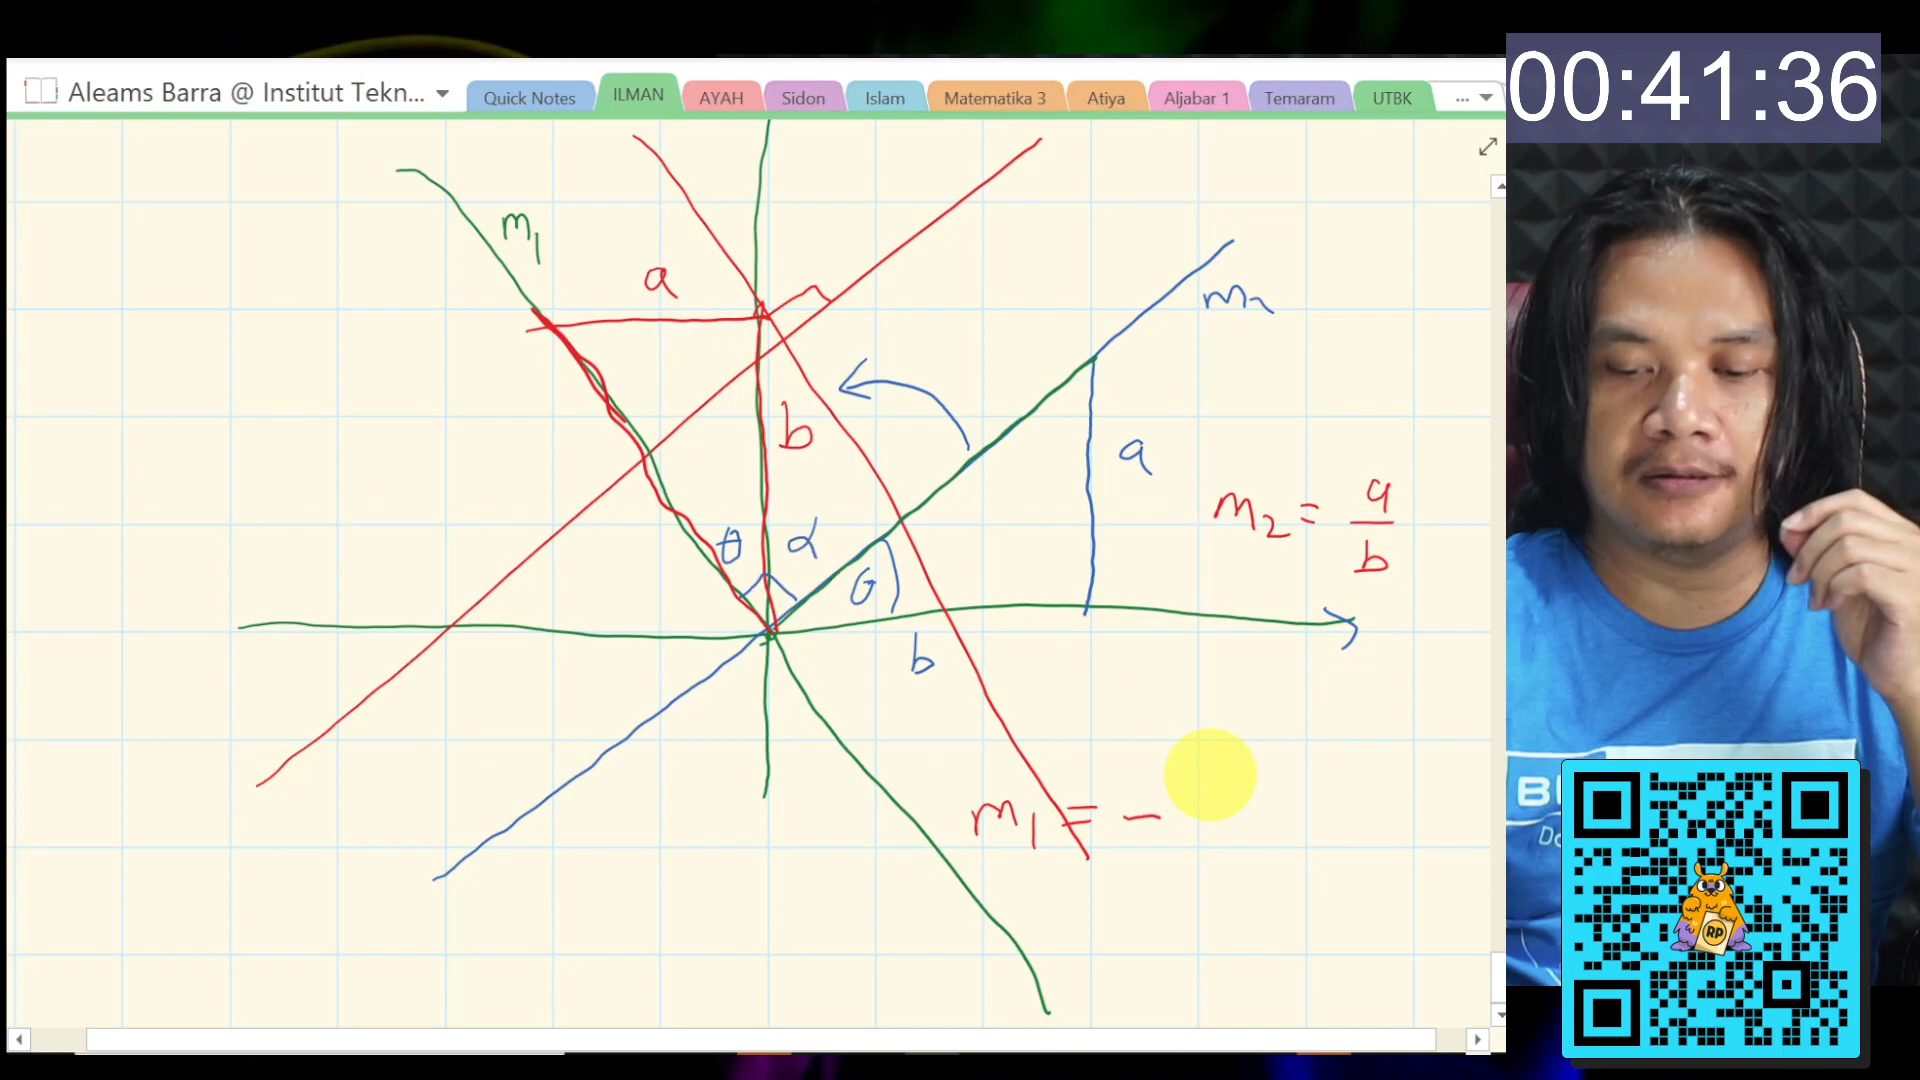 00:41:36
Aleams Barra @ Institut Tekn...
Quick Notes
ILMAN
AYAH
Sidon
Islam
Matematika 3
Atiya
Aljabar 1
Temaram
UTBK
...
m₁
a
m₂
b
a
m₂ = a/b
θ
α
θ
b
m₁ = −
B
RP